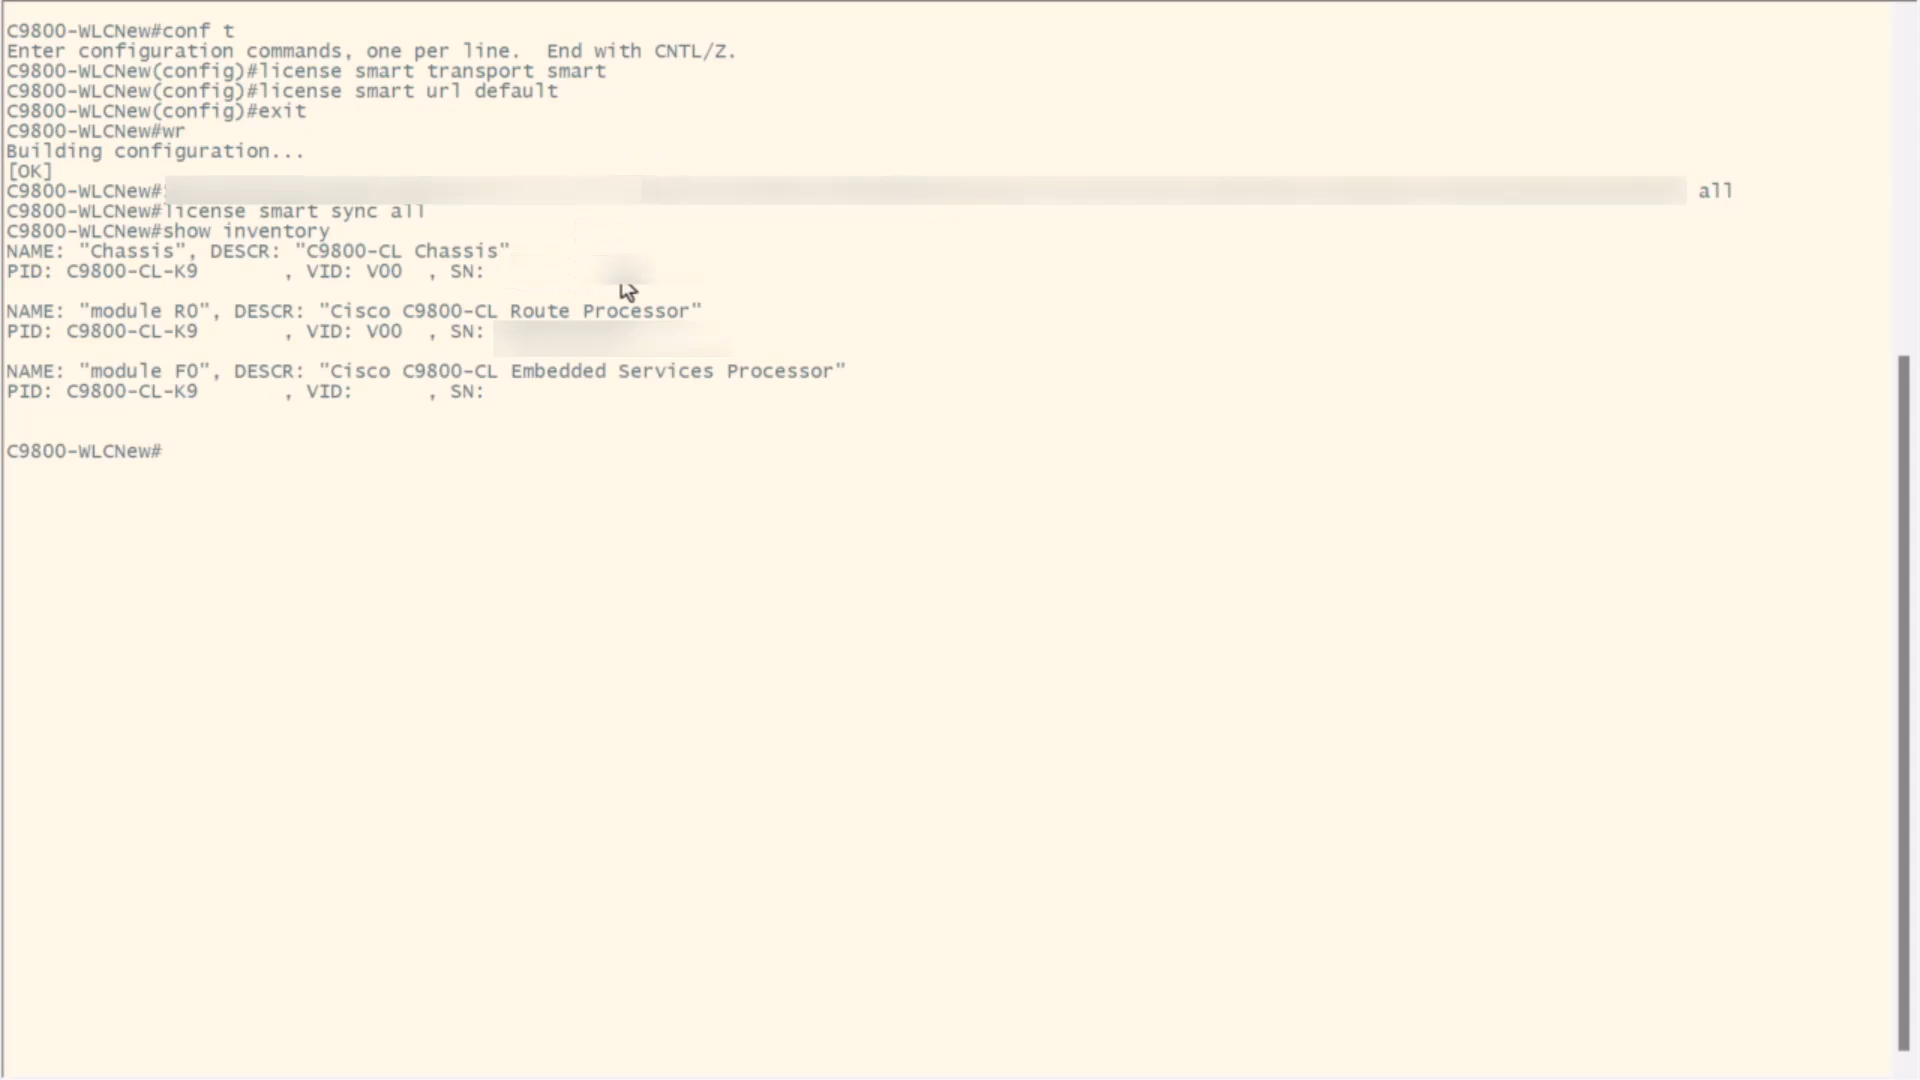 C9800-WLCNew#conf t
Enter configuration commands, one per line.  End with CNTL/Z.
C9800-WLCNew(config)#license smart transport smart
C9800-WLCNew(config)#license smart url default
C9800-WLCNew(config)#exit
C9800-WLCNew#wr
Building configuration...
[OK]
C9800-WLCNew# all
C9800-WLCNew#license smart sync all
C9800-WLCNew#show inventory
NAME: "Chassis", DESCR: "C9800-CL Chassis"
PID: C9800-CL-K9       , VID: V00  , SN:
NAME: "module R0", DESCR: "Cisco C9800-CL Route Processor"
PID: C9800-CL-K9       , VID: V00  , SN:
NAME: "module F0", DESCR: "Cisco C9800-CL Embedded Services Processor"
PID: C9800-CL-K9       , VID:      , SN:
C9800-WLCNew#